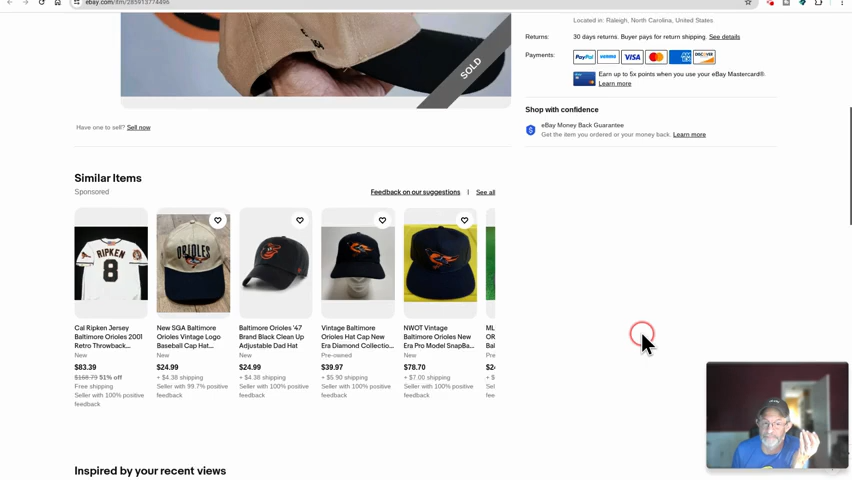 ebay.com/itm/285913774496
Located in: Raleigh, North Carolina, United States
Returns: 30 days returns. Buyer pays for return shipping. See details
Payments: PayPal venmo VISA mastercard DISCOVER
Earn up to 5x points when you use your eBay Mastercard®.
Learn more
SOLD
Shop with confidence
eBay Money Back Guarantee
Get the item you ordered or your money back. Learn more
Have one to sell? Sell now
Similar Items
Sponsored
Feedback on our suggestions | See all
RIPKEN
8
ORIOLES
Cal Ripken Jersey
Baltimore Orioles 2001
Retro Throwback...
New
$83.39
$168.79 51% off
Free shipping
Seller with 100% positive
feedback
New SGA Baltimore
Orioles Vintage Logo
Baseball Cap Hat...
New
$24.99
+ $4.38 shipping
Seller with 99.7% positive
feedback
Baltimore Orioles '47
Brand Black Clean Up
Adjustable Dad Hat
New
$24.99
+ $4.38 shipping
Seller with 100% positive
feedback
Vintage Baltimore
Orioles Hat Cap New
Era Diamond Collectio...
Pre-owned
$39.97
+ $5.90 shipping
Seller with 100% positive
feedback
NWOT Vintage
Baltimore Orioles New
Era Pro Model SnapBa...
New
$78.70
+ $7.00 shipping
Seller with 100% positive
feedback
ML
OR
Bal
Pre
$24
+ $
Sell
feed
Inspired by your recent views